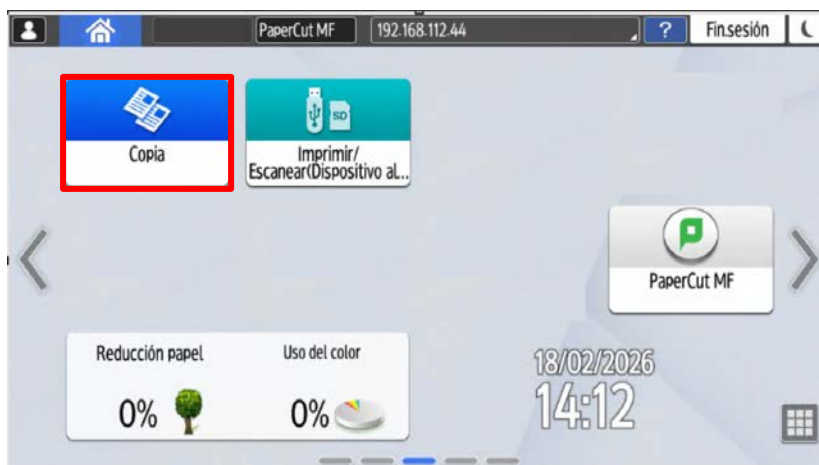 PaperCut MF
192.168.112.44
?
Fin.sesión
SD
Copia
Imprimir/
Escanear(Dispositivo al...
PaperCut MF
Reducción papel
Uso del color
0%
0%
18/02/2026
14:12